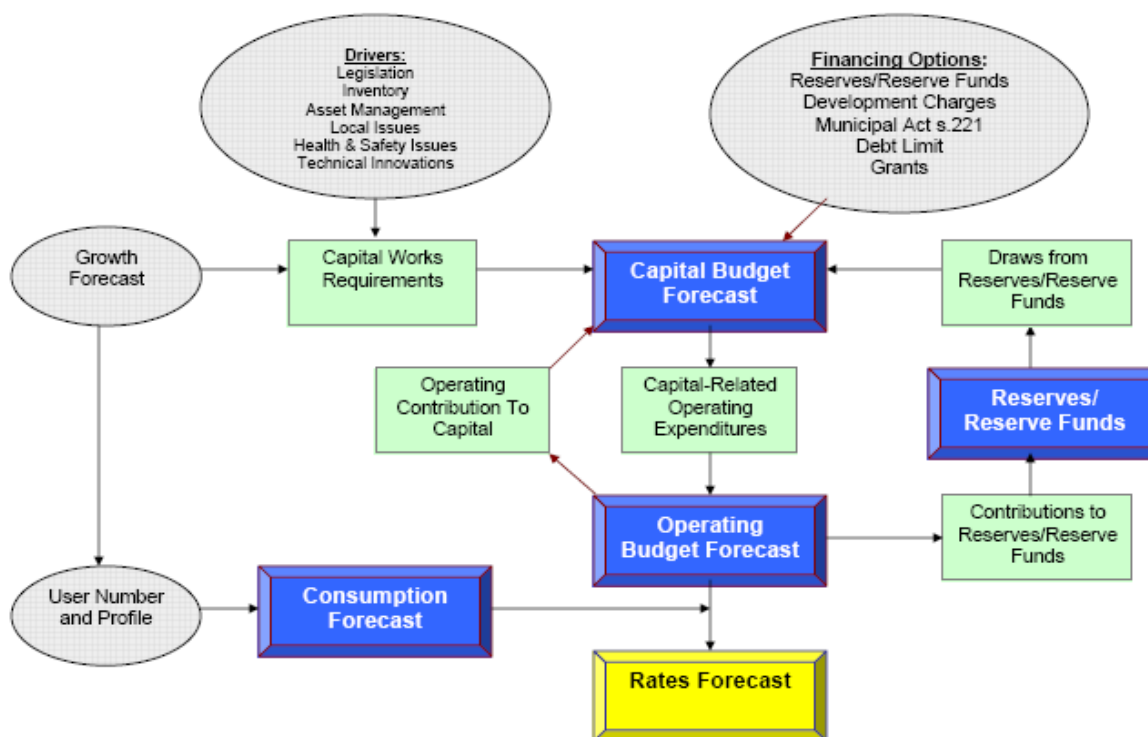 Drivers:
Legislation
Inventory
Asset Management
Local Issues
Health & Safety Issues
Technical Innovations
Financing Options:
Reserves/Reserve Funds
Development Charges
Municipal Act s.221
Debt Limit
Grants
Growth
Forecast
Capital Works
Requirements
Capital Budget
Forecast
Draws from
Reserves/Reserve
Funds
Operating
Contribution To
Capital
Capital-Related
Operating
Expenditures
Reserves/
Reserve Funds
Operating
Budget Forecast
Contributions to
Reserves/Reserve
Funds
User Number
and Profile
Consumption
Forecast
Rates Forecast